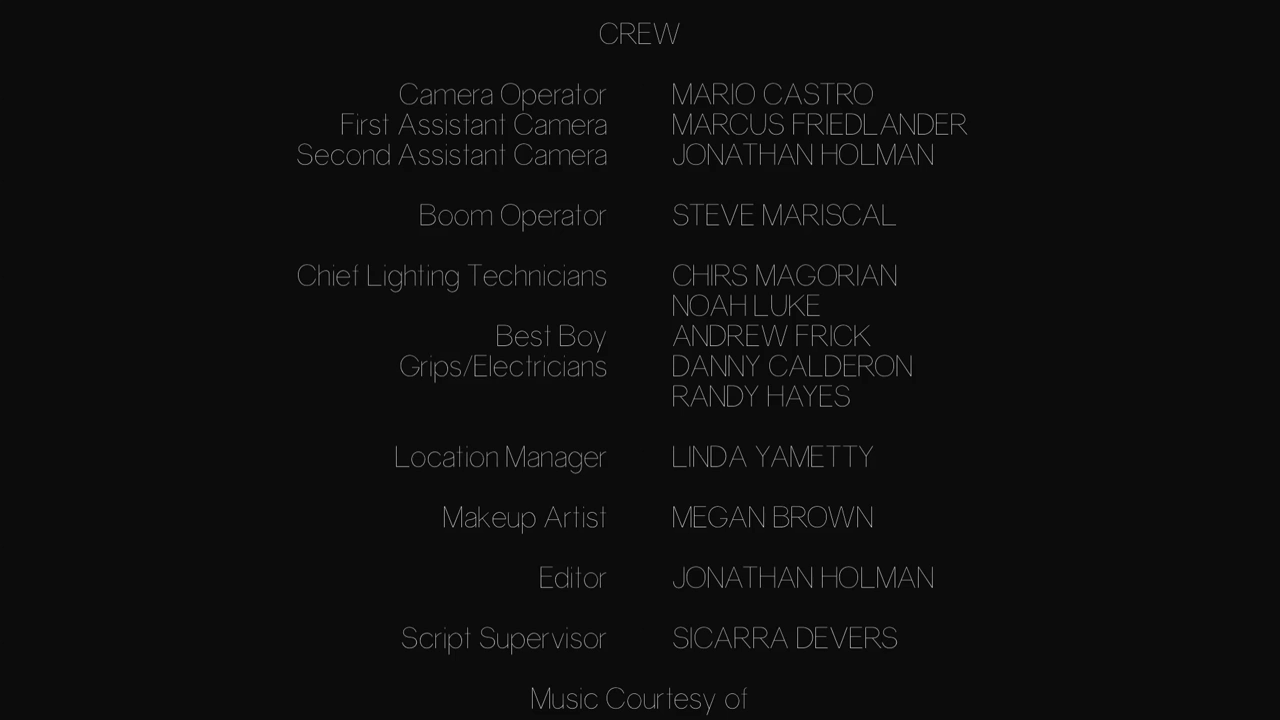 CREW
Camera Operator MARIO CASTRO
First Assistant Camera MARCUS FRIEDLANDER
Second Assistant Camera JONATHAN HOLMAN
Boom Operator STEVE MARISCAL
Chief Lighting Technicians CHIRS MAGORIAN
NOAH LUKE
Best Boy ANDREW FRICK
Grips/Electricians DANNY CALDERON
RANDY HAYES
Location Manager LINDA YAMETTY
Makeup Artist MEGAN BROWN
Editor JONATHAN HOLMAN
Script Supervisor SICARRA DEVERS
Music Courtesy of